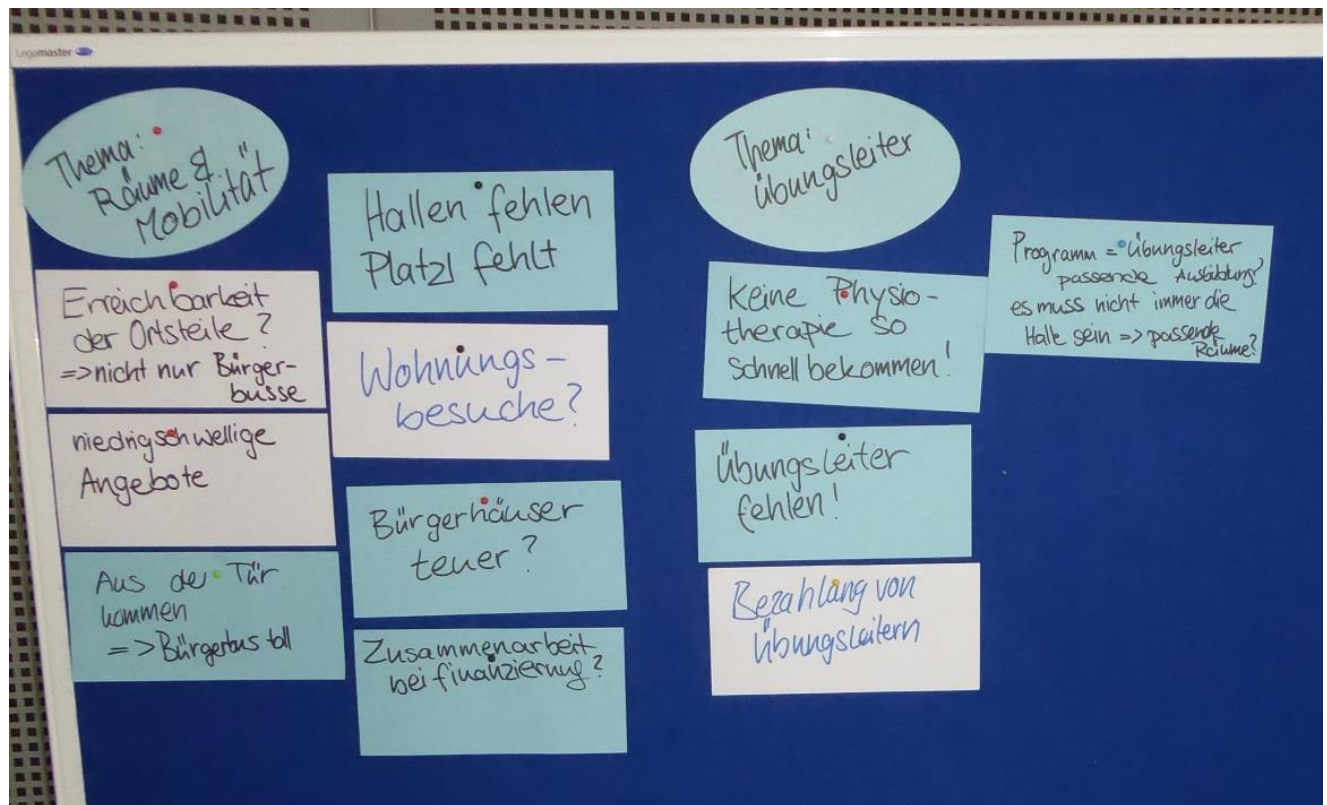 Legamaster
Thema:
Räume &
Mobilität
Erreichbarkeit
der Ortsteile?
=> nicht nur Bürger-
busse
niedrigschwellige
Angebote
Aus der Tür
kommen
=> Bürgerbus toll
Hallen fehlen
Platz fehlt
Wohnungs-
besuche?
Bürgerhäuser
teuer?
Zusammenarbeit
bei finanzierung?
Thema:
Übungsleiter
Keine Physio-
therapie so
schnell bekommen!
Übungsleiter
fehlen!
Bezahlung von
Übungsleitern
Programm = Übungsleiter
passende Ausbildung?
es muss nicht immer die
Halle sein => passende
Räume?